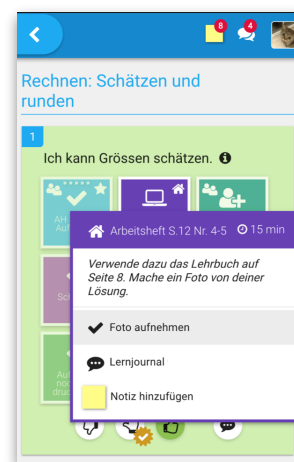 8
4
Rechnen: Schätzen und
runden
1
Ich kann Grössen schätzen.
AH
Arbeitsheft S.12 Nr. 4-5 15 min
Verwende dazu das Lehrbuch auf
Seite 8. Mache ein Foto von deiner
Lösung.
Foto aufnehmen
Lernjournal
Notiz hinzufügen